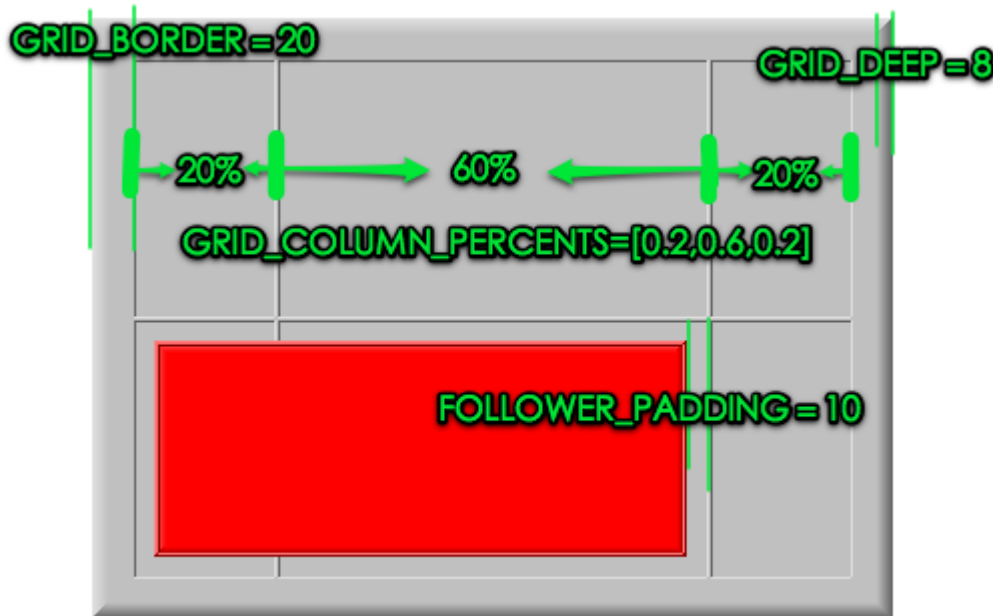 GRID_BORDER = 20
GRID_DEEP = 8
20%
60%
20%
GRID_COLUMN_PERCENTS=[0.2,0.6,0.2]
FOLLOWER_PADDING = 10